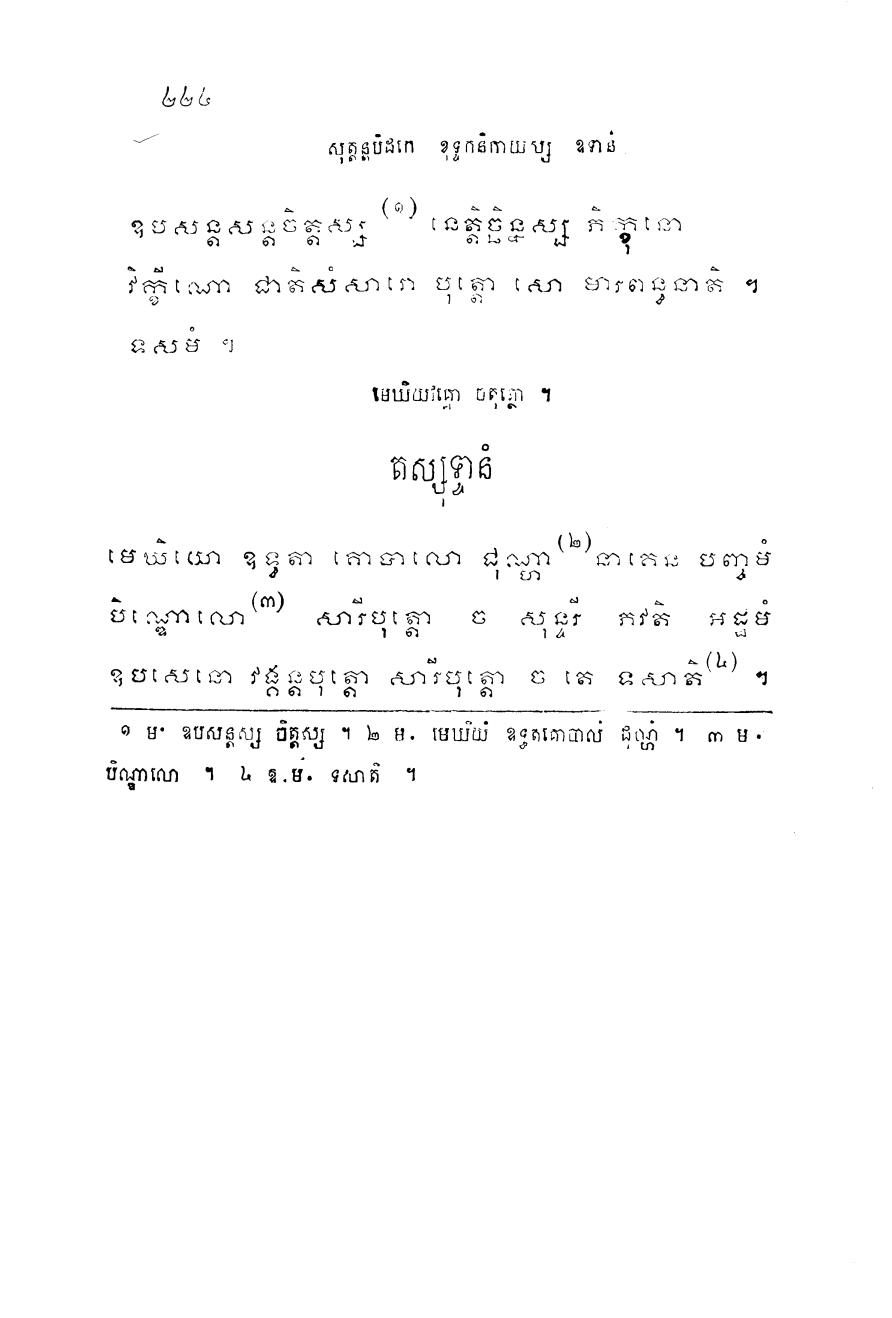 ២២៤
សុត្តន្តបិដកេ ខុទ្ទកនិកាយស្ស ឧទានំ
ឧបសន្តសន្តចិត្តស្ស (១) នេត្តិច្ឆិន្នស្ស ភិក្ខុនោ
វិក្ខីណោ ជាតិសំសារោ មុត្តោ សោ មារពន្ធនាតិ ។
ទសមំ ។
មេឃិយវគ្គោ ចតុត្ថោ ។
តស្សុទ្ទានំ
មេឃិយោ ឧទ្ធតា គោបាលោ ជុណ្ហា (២) នាគេន បញ្ចមំ
បិណ្ឌោលោ (៣) សារីបុត្តោ ច សុន្ទរី ភវតិ អដ្ឋមំ
ឧបសេនោ វង្គន្តបុត្តោ សារីបុត្តោ ច តេ ទសាតិ (៤) ។
១ ម. ឧបសន្តស្ស ចិត្តស្ស ។ ២ ម. មេឃិយំ ឧទ្ធតគោបាលំ ជុណ្ហំ ។ ៣ ម.
បិណ្ឌាលោ ។ ៤ ឧ.ម. ទសាតិ ។